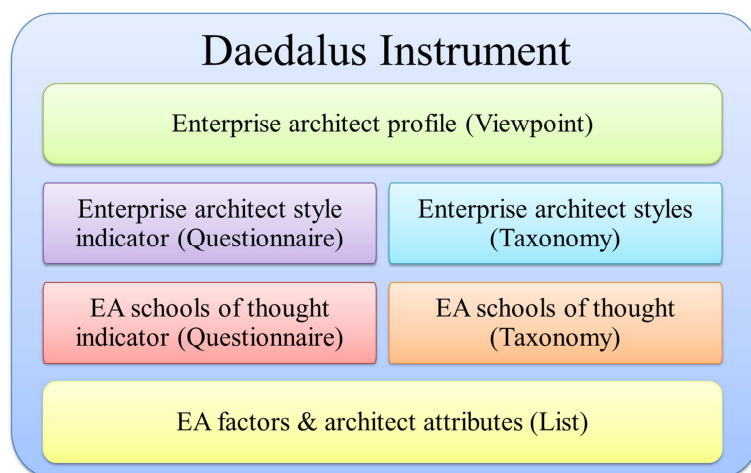 Daedalus Instrument
Enterprise architect profile (Viewpoint)
Enterprise architect style
indicator (Questionnaire)
Enterprise architect styles
(Taxonomy)
EA schools of thought
indicator (Questionnaire)
EA schools of thought
(Taxonomy)
EA factors & architect attributes (List)